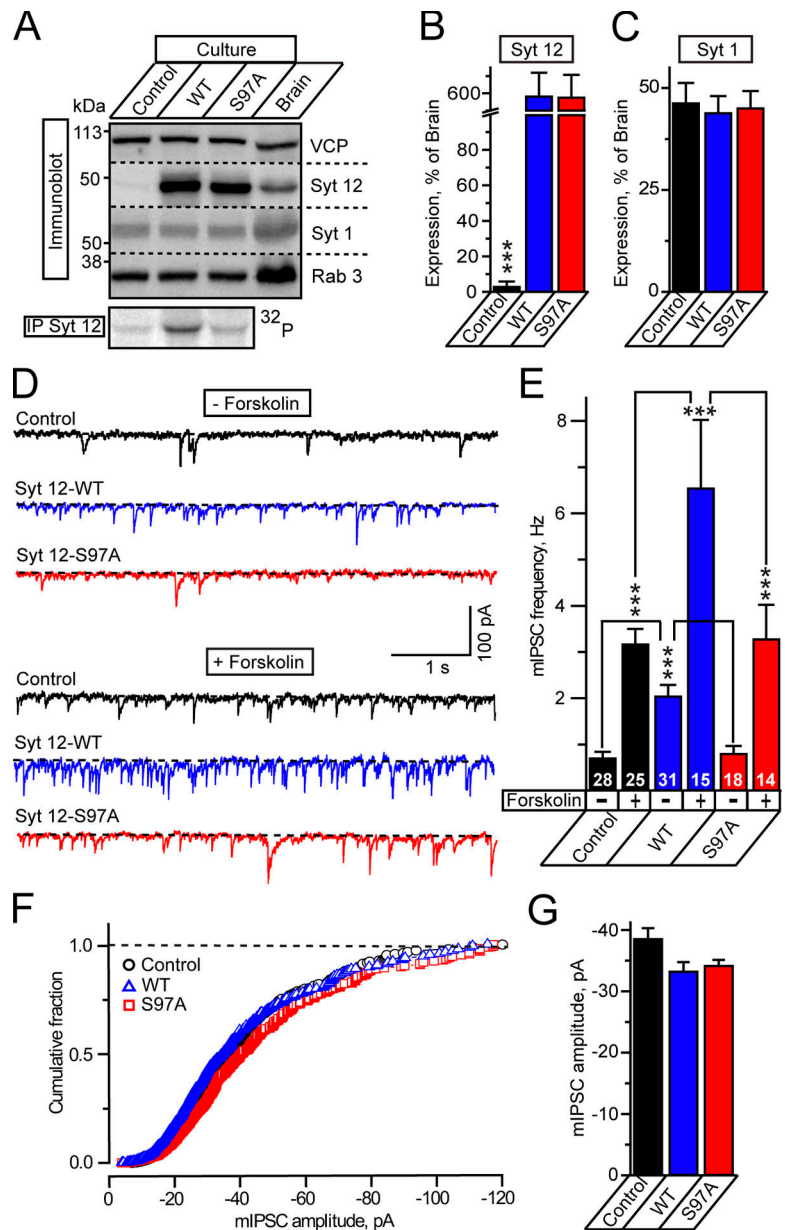 A
Culture
Control
WT
S97A
Brain
kDa
113
50
50
38
Immunoblot
VCP
Syt 12
Syt 1
Rab 3
IP Syt 12
32P
B
Syt 12
Expression, % of Brain
600
80
60
40
20
0
***
Control
WT
S97A
C
Syt 1
Expression, % of Brain
50
25
0
Control
WT
S97A
D
- Forskolin
Control
Syt 12-WT
Syt 12-S97A
100 pA
1 s
+ Forskolin
Control
Syt 12-WT
Syt 12-S97A
E
mIPSC frequency, Hz
8
6
4
2
***
***
***
***
28 25 31 15 18 14
Forskolin - + - + - +
Control
WT
S97A
F
Cumulative fraction
1.0
0.5
0.0
Control
WT
S97A
0 -20 -40 -60 -80 -100 -120
mIPSC amplitude, pA
G
mIPSC amplitude, pA
-40
-30
-20
-10
0
Control
WT
S97A